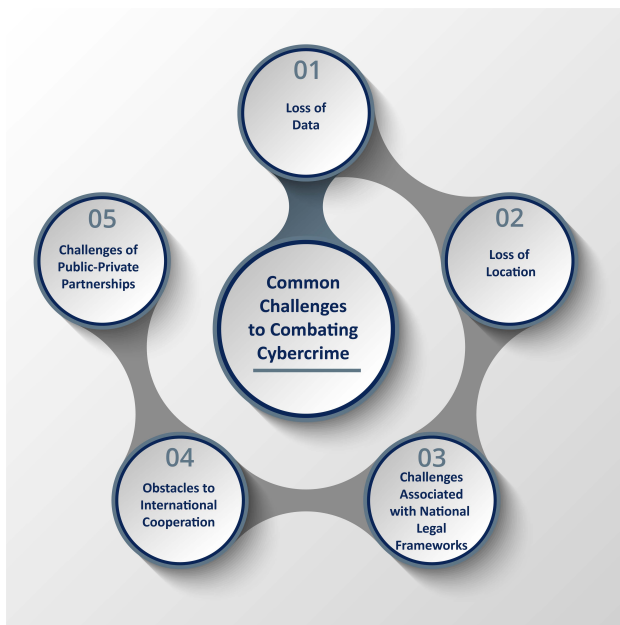 01
Loss of
Data
02
Loss of
Location
03
Challenges
Associated
with National
Legal
Frameworks
04
Obstacles to
International
Cooperation
05
Challenges of
Public-Private
Partnerships
Common
Challenges
to Combating
Cybercrime